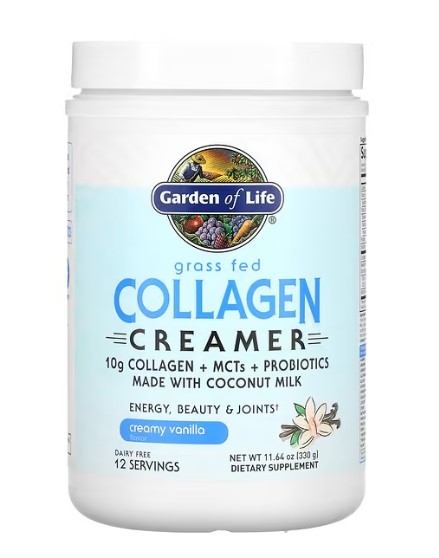 Garden of Life
®
grass fed
COLLAGEN
CREAMER
10g COLLAGEN + MCTs + PROBIOTICS
MADE WITH COCONUT MILK
ENERGY, BEAUTY & JOINTS†
creamy vanilla
flavor
DAIRY FREE
12 SERVINGS
NET WT 11.64 oz (330 g)
DIETARY SUPPLEMENT